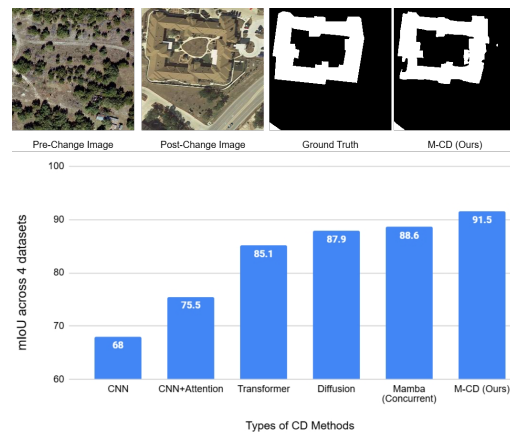 Pre-Change Image
Post-Change Image
Ground Truth
M-CD (Ours)
100
90
80
70
60
mIoU across 4 datasets
68
75.5
85.1
87.9
88.6
91.5
CNN
CNN+Attention
Transformer
Diffusion
Mamba
(Concurrent)
M-CD (Ours)
Types of CD Methods